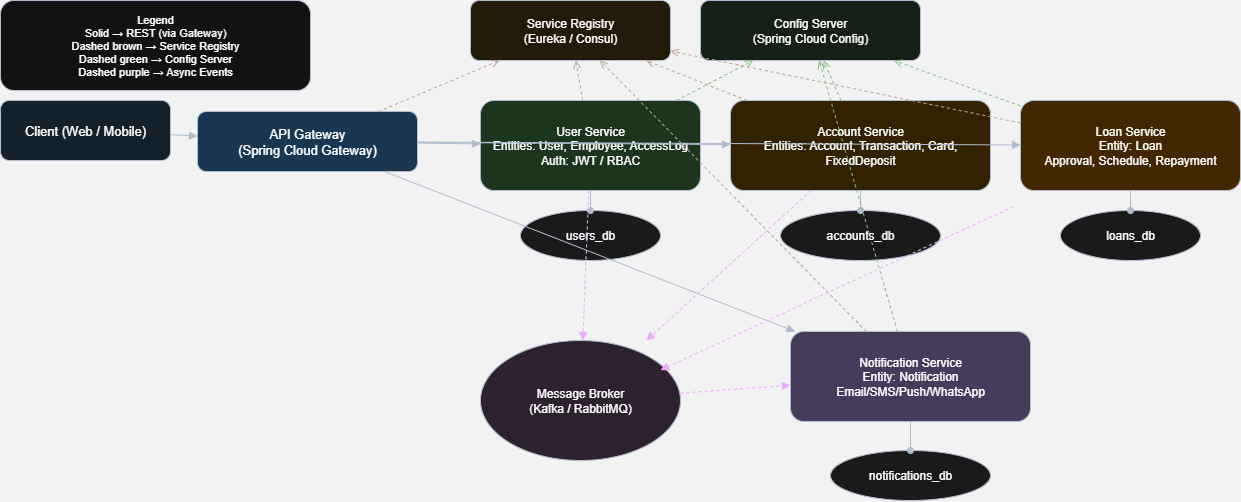 Legend
Solid → REST (via Gateway)
Dashed brown → Service Registry
Dashed green → Config Server
Dashed purple → Async Events
Service Registry
(Eureka / Consul)
Config Server
(Spring Cloud Config)
Client (Web / Mobile)
API Gateway
(Spring Cloud Gateway)
User Service
Entities: User, Employee, AccessLog
Auth: JWT / RBAC
Account Service
Entities: Account, Transaction, Card,
FixedDeposit
Loan Service
Entity: Loan
Approval, Schedule, Repayment
users_db
accounts_db
loans_db
Message Broker
(Kafka / RabbitMQ)
Notification Service
Entity: Notification
Email/SMS/Push/WhatsApp
notifications_db